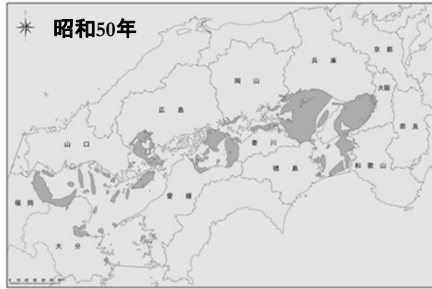 昭和50年
京都
兵庫
岡山
大阪
広島
奈良
山口
香川
徳島
和歌山
愛媛
福岡
大分